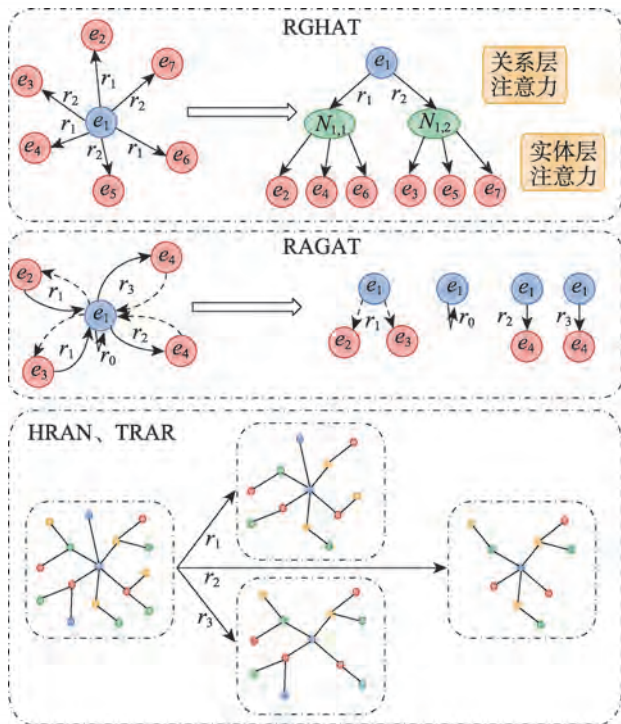 RGHAT
e2
e3
e7
r1
r2
r2
e1
r1
r2
r1
e4
e6
e5
e1
r1
r2
N1,1
N1,2
e2
e4
e6
e3
e5
e7
关系层
注意力
实体层
注意力
RAGAT
e2
e4
r1
r3
e1
r2
r1
r0
e3
e4
e1
e1
e1
e1
r1
r0
r2
r3
e2
e3
e4
e4
HRAN、TRAR
r1
r2
r3